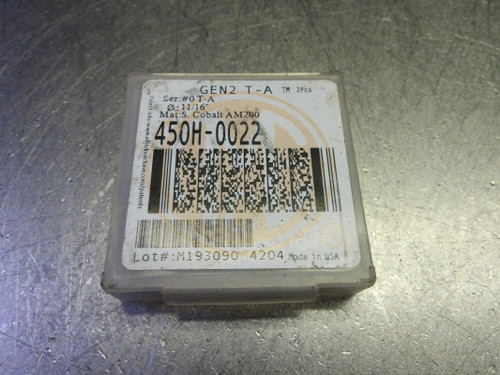 GEN2 T-A TM 2Pcs
Ser:#0 T-A
Ø:11/16"
Mat:S. Cobalt AM200
450H-0022
Lot#:M193090 4204 Made in USA